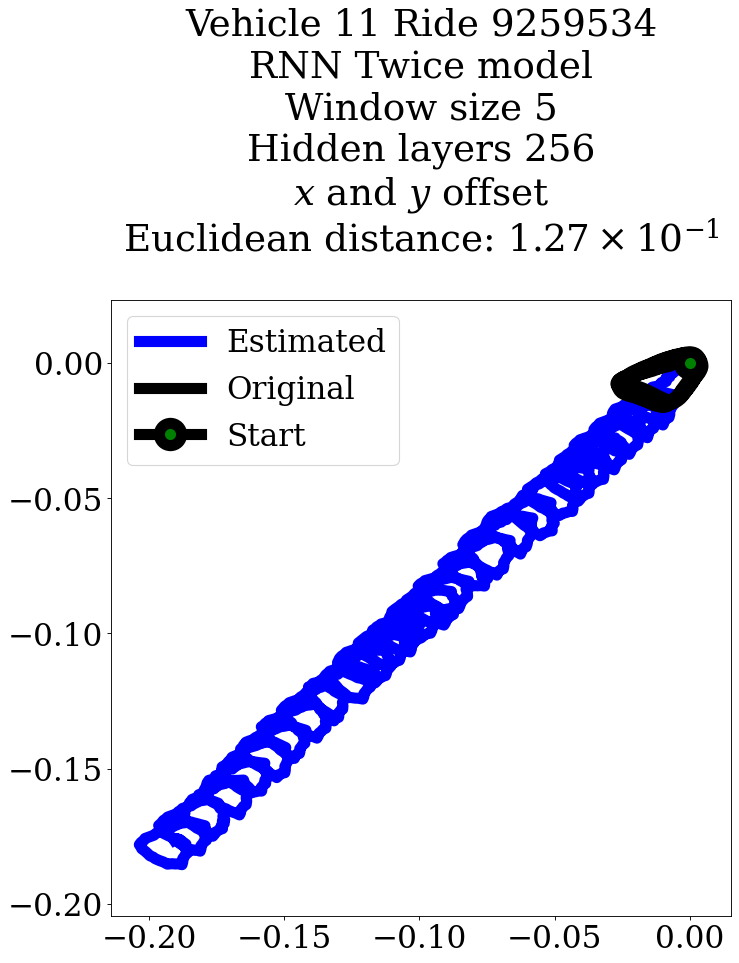 Vehicle 11 Ride 9259534
RNN Twice model
Window size 5
Hidden layers 256
x and y offset
Euclidean distance: 1.27 × 10⁻¹
Estimated
Original
Start
0.00
−0.05
−0.10
−0.15
−0.20
−0.20 −0.15 −0.10 −0.05 0.00